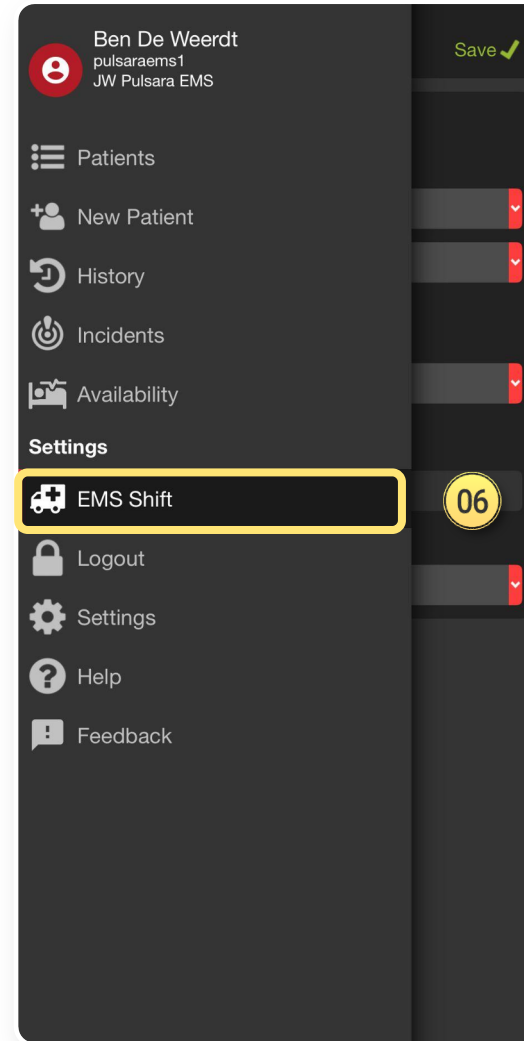 Ben De Weerdt
pulsaraems1
JW Pulsara EMS
Save
Patients
New Patient
History
Incidents
Availability
Settings
EMS Shift
06
Logout
Settings
Help
Feedback